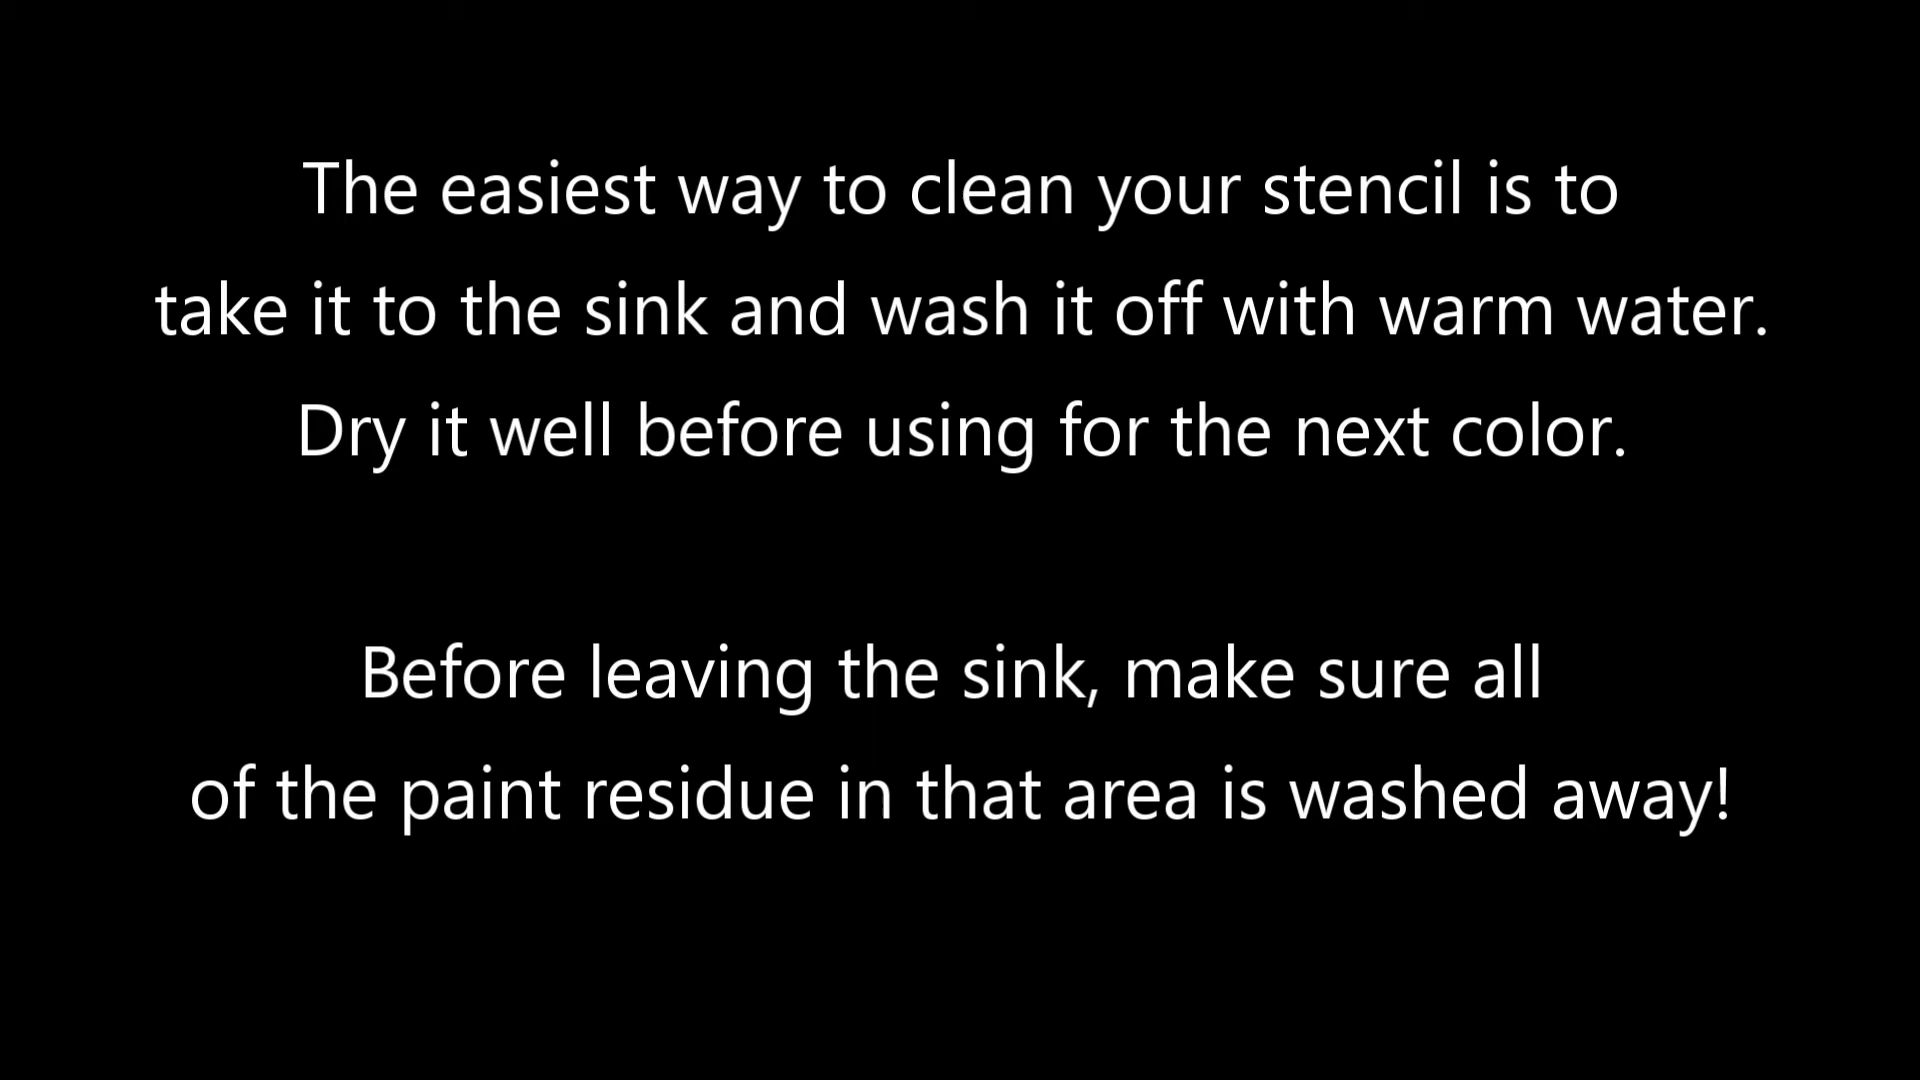 The easiest way to clean your stencil is to
take it to the sink and wash it off with warm water.
Dry it well before using for the next color.
Before leaving the sink, make sure all
of the paint residue in that area is washed away!